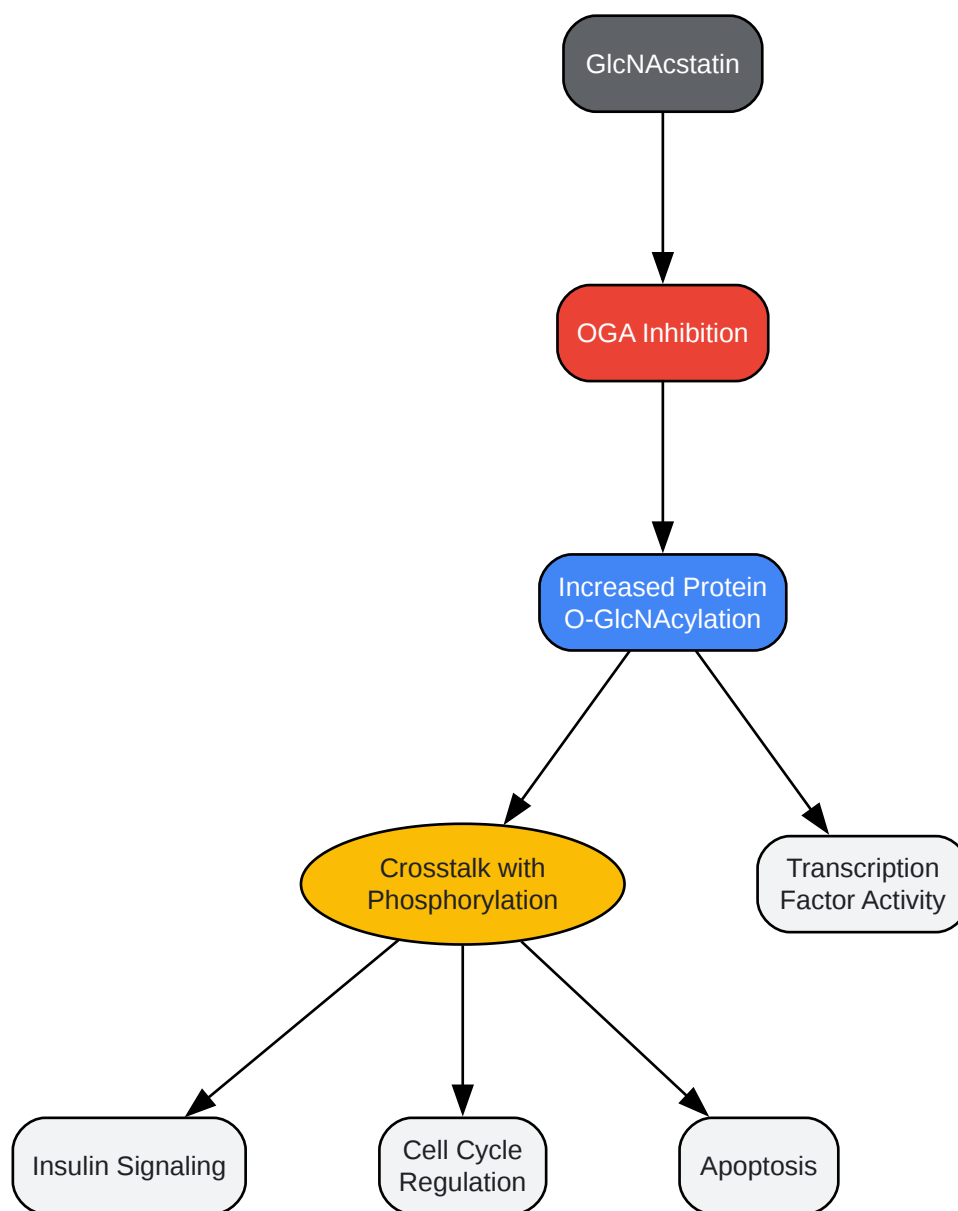 GlcNAcstatin
OGA Inhibition
Increased Protein
O-GlcNAcylation
Crosstalk with
Phosphorylation
Transcription
Factor Activity
Insulin Signaling
Cell Cycle
Regulation
Apoptosis